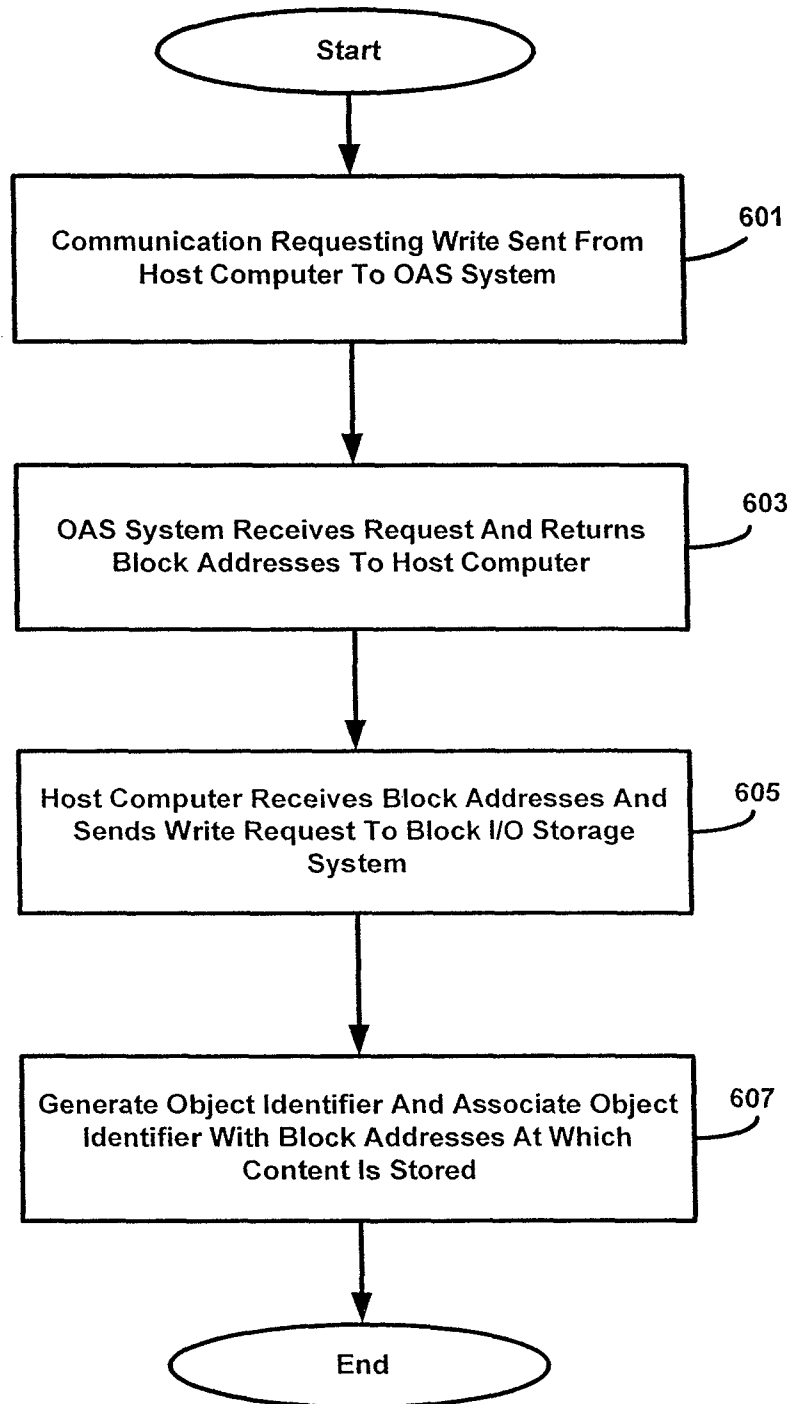 Start
Communication Requesting Write Sent From
Host Computer To OAS System
601
OAS System Receives Request And Returns
Block Addresses To Host Computer
603
Host Computer Receives Block Addresses And
Sends Write Request To Block I/O Storage
System
605
Generate Object Identifier And Associate Object
Identifier With Block Addresses At Which
Content Is Stored
607
End